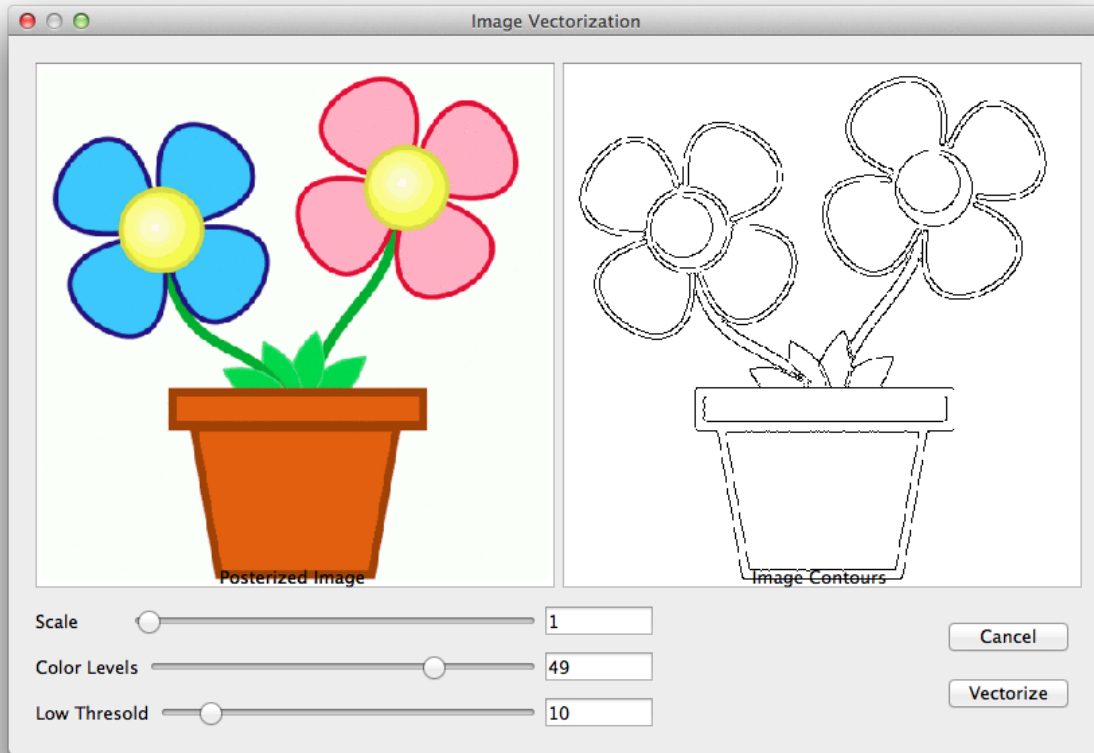 Image Vectorization
Posterized Image
Image Contours
Scale
1
Color Levels
49
Low Thresold
10
Cancel
Vectorize